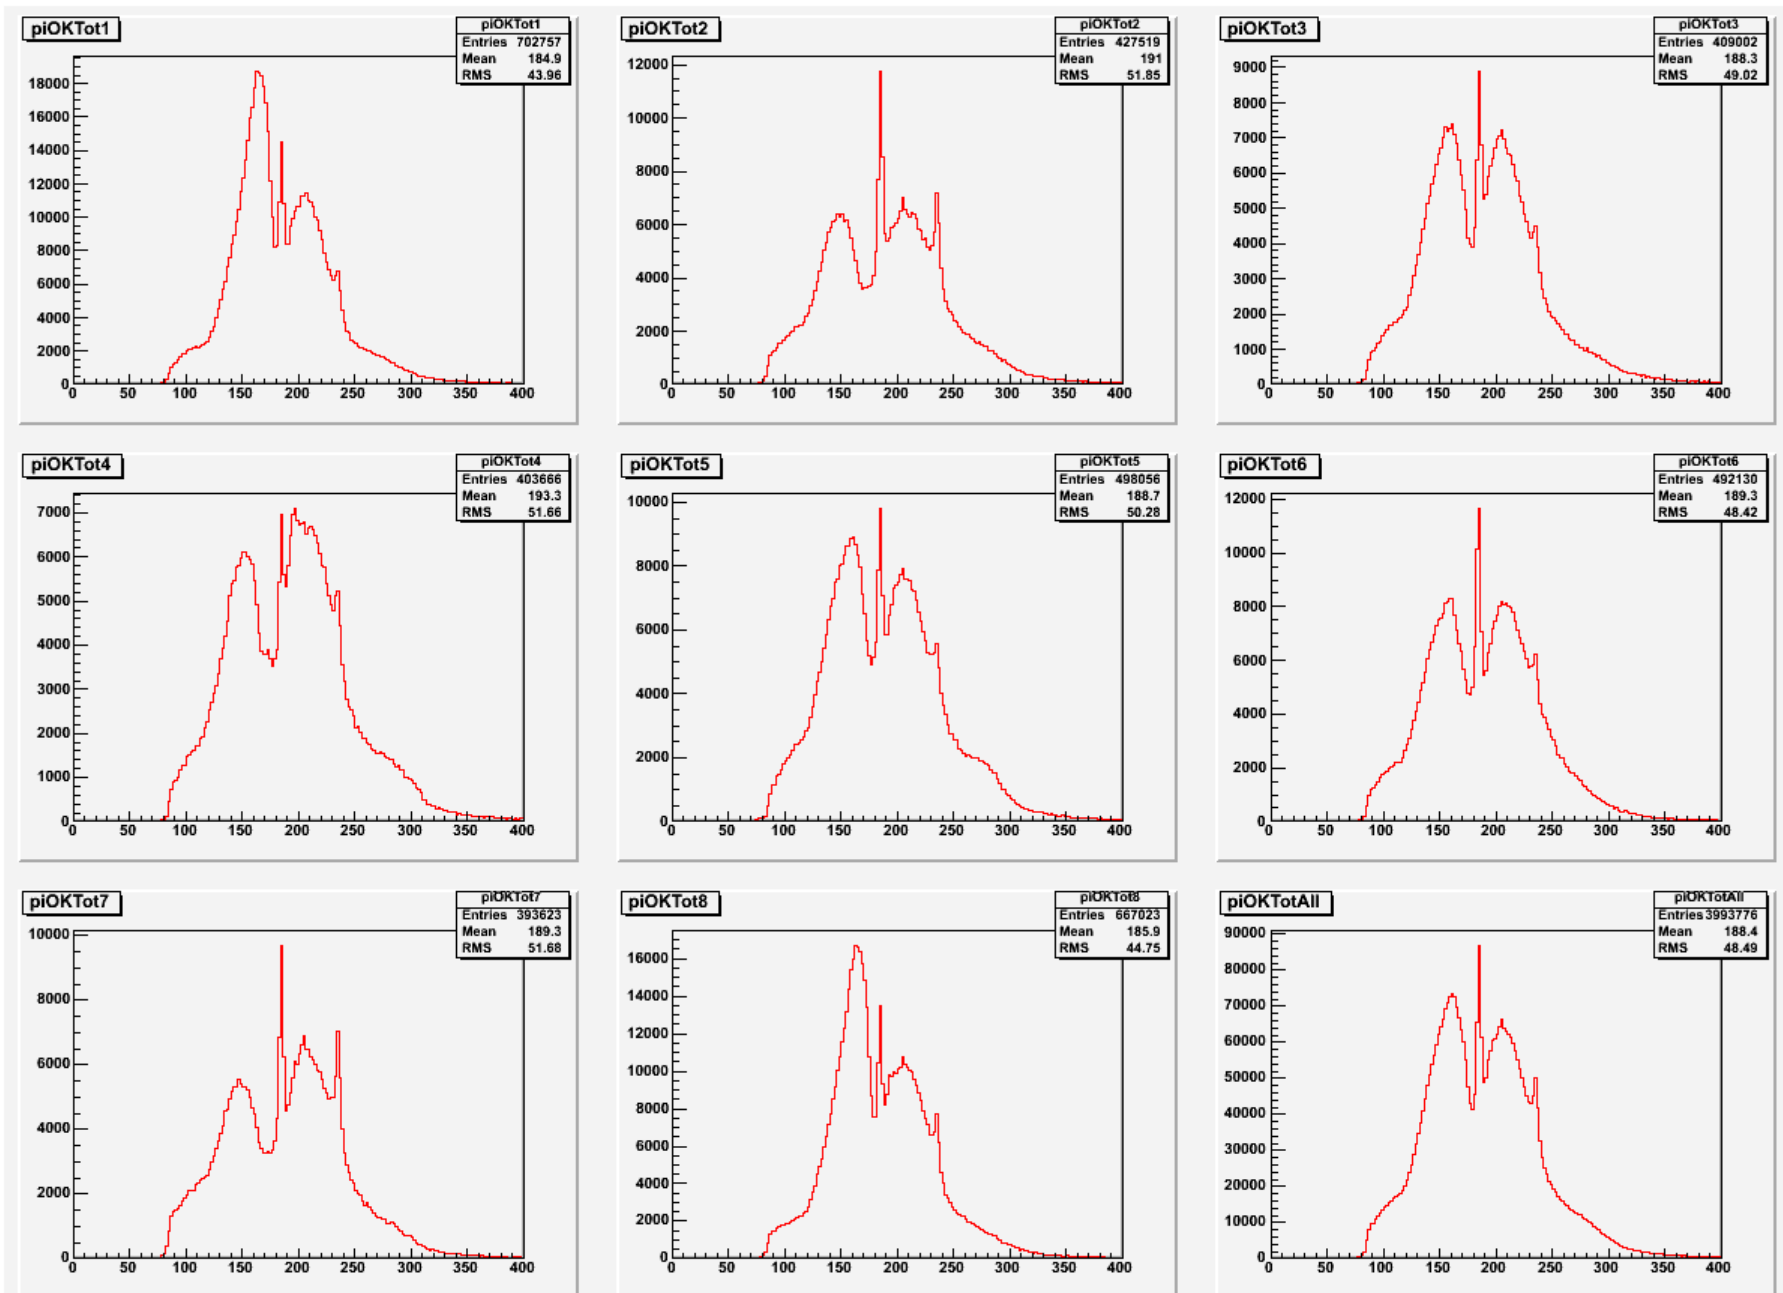 piOKTot1
piOKTot1
Entries 702757
Mean 184.9
RMS 43.96
18000
16000
14000
12000
10000
8000
6000
4000
2000
0
0 50 100 150 200 250 300 350 400
piOKTot2
piOKTot2
Entries 427519
Mean 191
RMS 51.85
12000
10000
8000
6000
4000
2000
0
0 50 100 150 200 250 300 350 400
piOKTot3
piOKTot3
Entries 409002
Mean 188.3
RMS 49.02
9000
8000
7000
6000
5000
4000
3000
2000
1000
0
0 50 100 150 200 250 300 350 400
piOKTot4
piOKTot4
Entries 403666
Mean 193.3
RMS 51.66
7000
6000
5000
4000
3000
2000
1000
0
0 50 100 150 200 250 300 350 400
piOKTot5
piOKTot5
Entries 498056
Mean 188.7
RMS 50.28
10000
8000
6000
4000
2000
0
0 50 100 150 200 250 300 350 400
piOKTot6
piOKTot6
Entries 492130
Mean 189.3
RMS 48.42
12000
10000
8000
6000
4000
2000
0
0 50 100 150 200 250 300 350 400
piOKTot7
piOKTot7
Entries 393623
Mean 189.3
RMS 51.68
10000
8000
6000
4000
2000
0
0 50 100 150 200 250 300 350 400
piOKTot8
piOKTot8
Entries 667023
Mean 185.9
RMS 44.75
16000
14000
12000
10000
8000
6000
4000
2000
0
0 50 100 150 200 250 300 350 400
piOKTotAll
piOKTotAll
Entries 3993776
Mean 188.4
RMS 48.49
90000
80000
70000
60000
50000
40000
30000
20000
10000
0
0 50 100 150 200 250 300 350 400